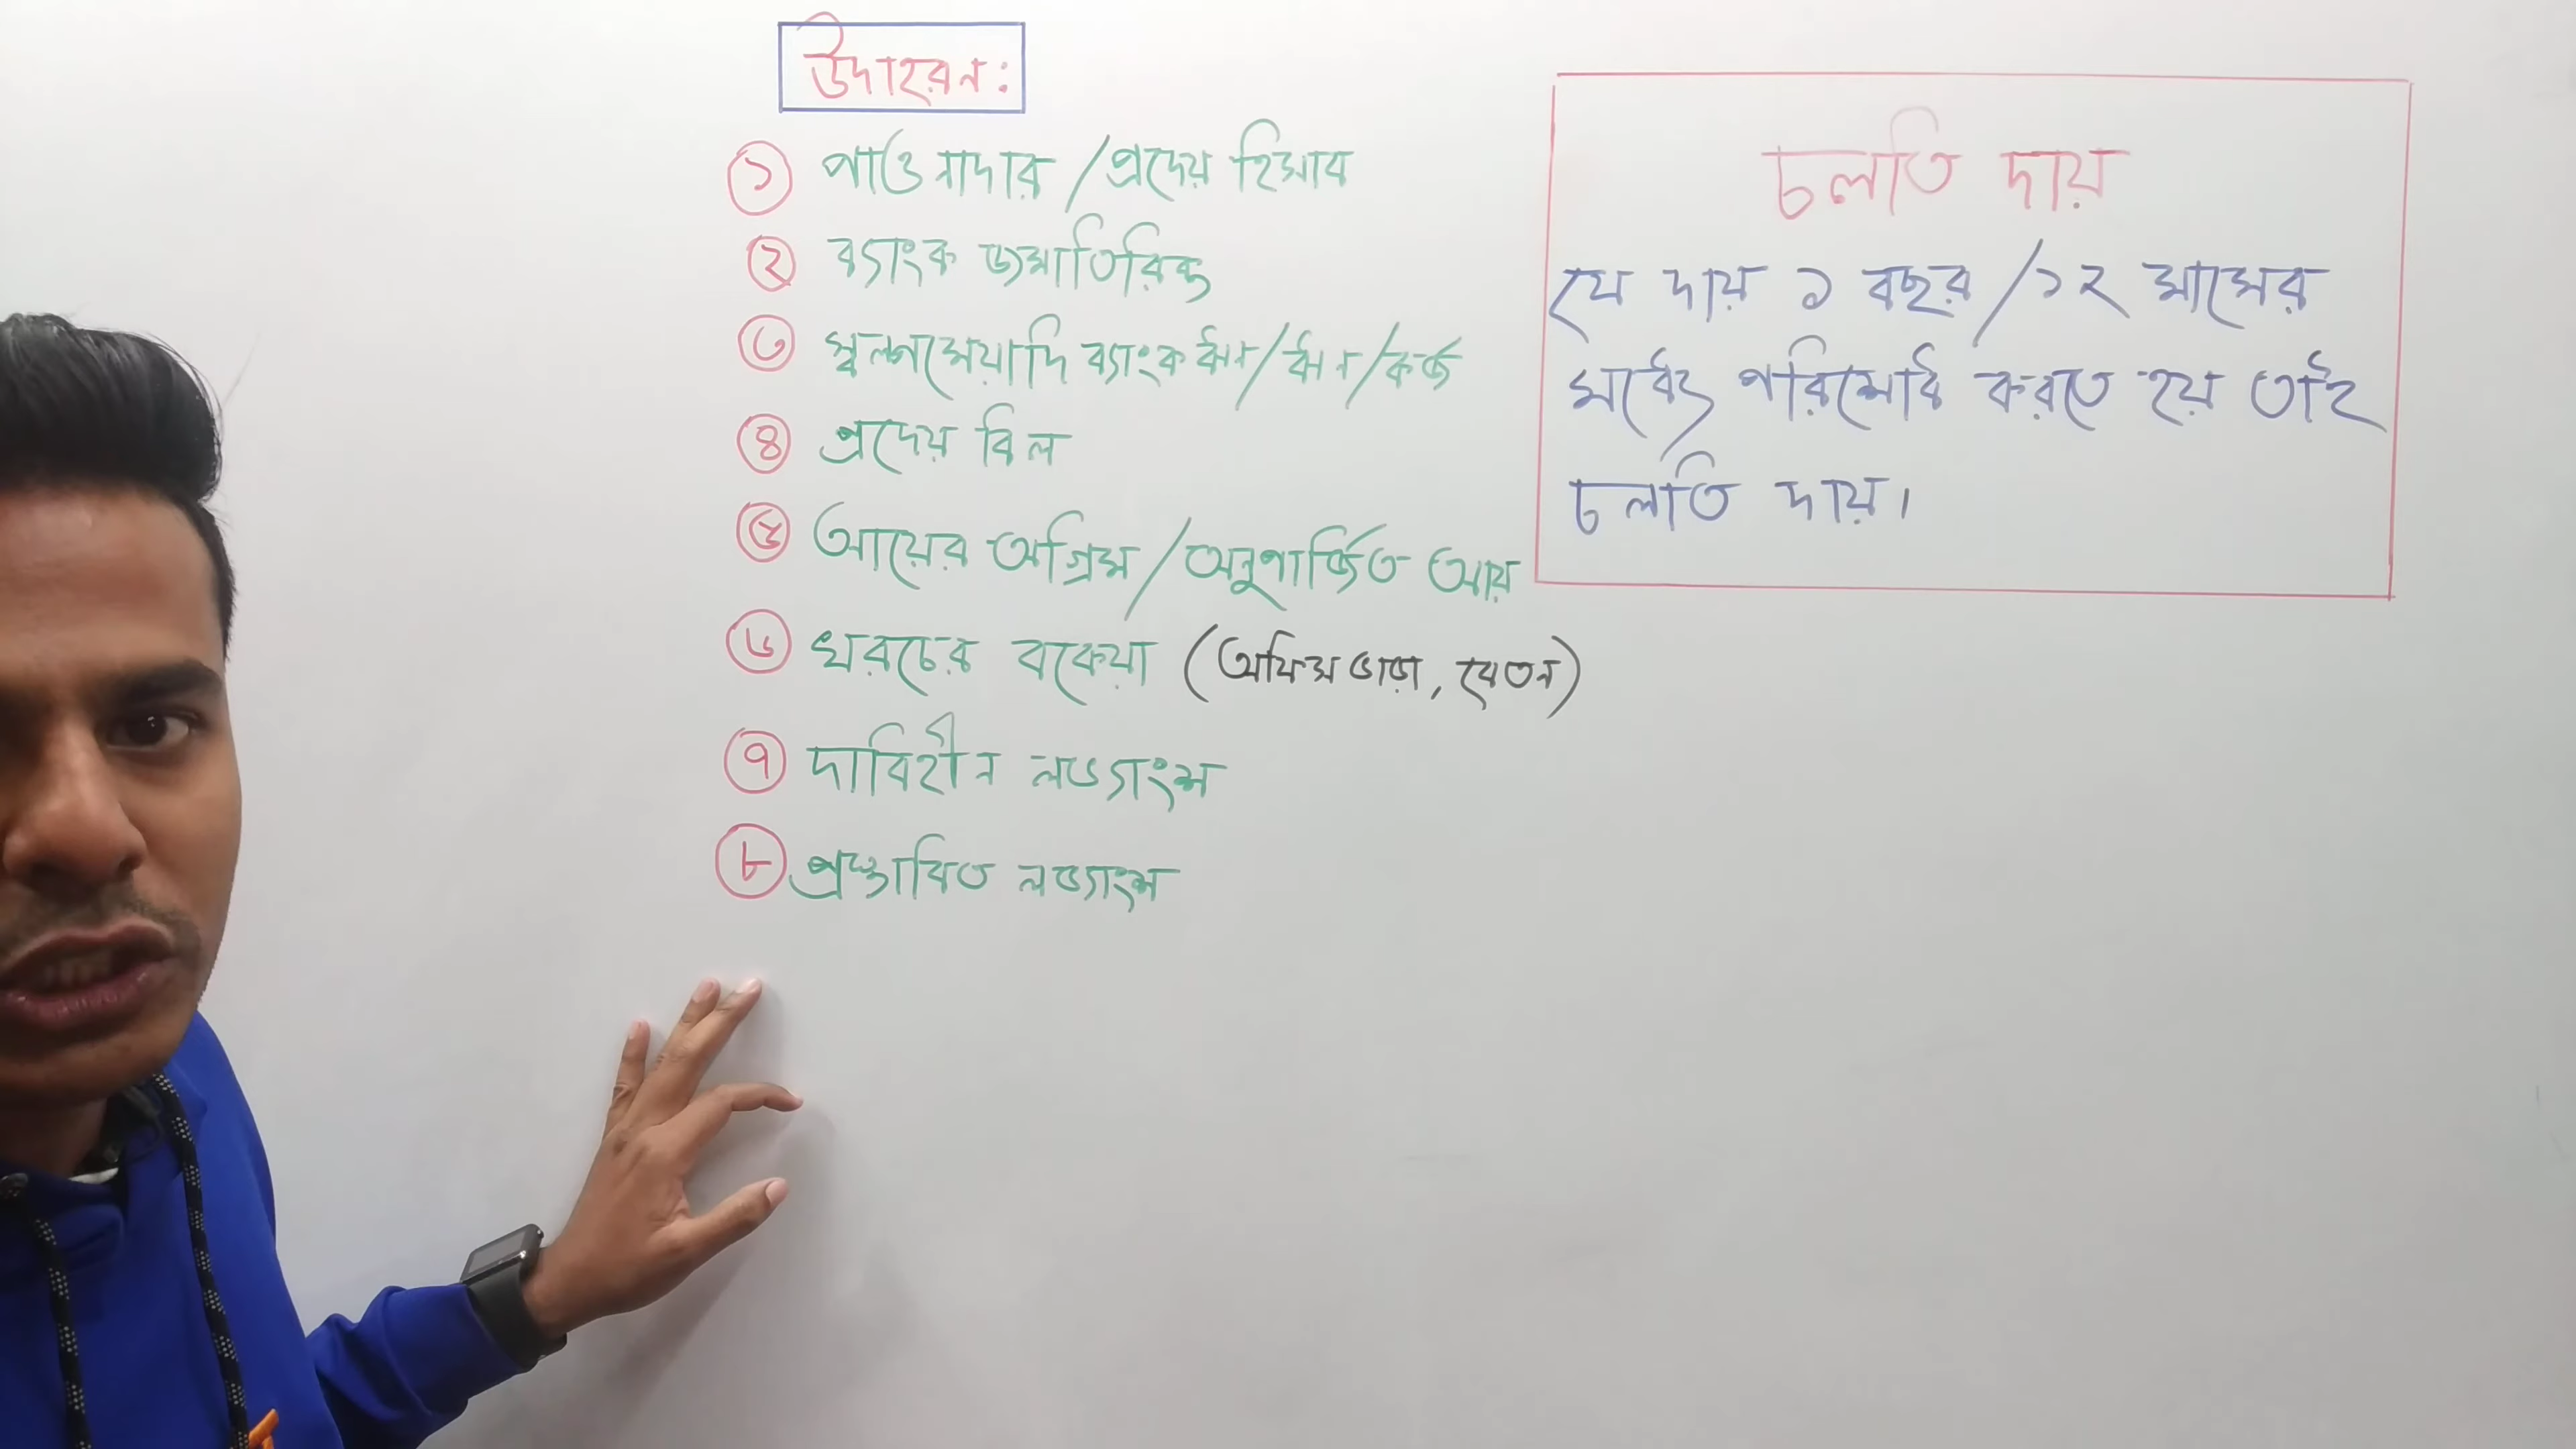 উদাহরন:
১ পাওনাদার / প্রদেয় হিসাব
২ ব্যাংক জমাতিরিক্ত
৩ স্বল্পমেয়াদি ব্যাংক ঋন / ঋন / কর্জ
৪ প্রদেয় বিল
৫ আয়ের অগ্রিম / অনুপার্জিত আয়
৬ খরচের বকেয়া (অফিস ভাড়া, বেতন)
৭ দাবিহীন লভ্যাংশ
৮ প্রস্তাবিত লভ্যাংশ
চলতি দায়
যে দায় ১ বছর / ১২ মাসের
মধ্যে পরিশোধ করতে হয় তাই
চলতি দায়।